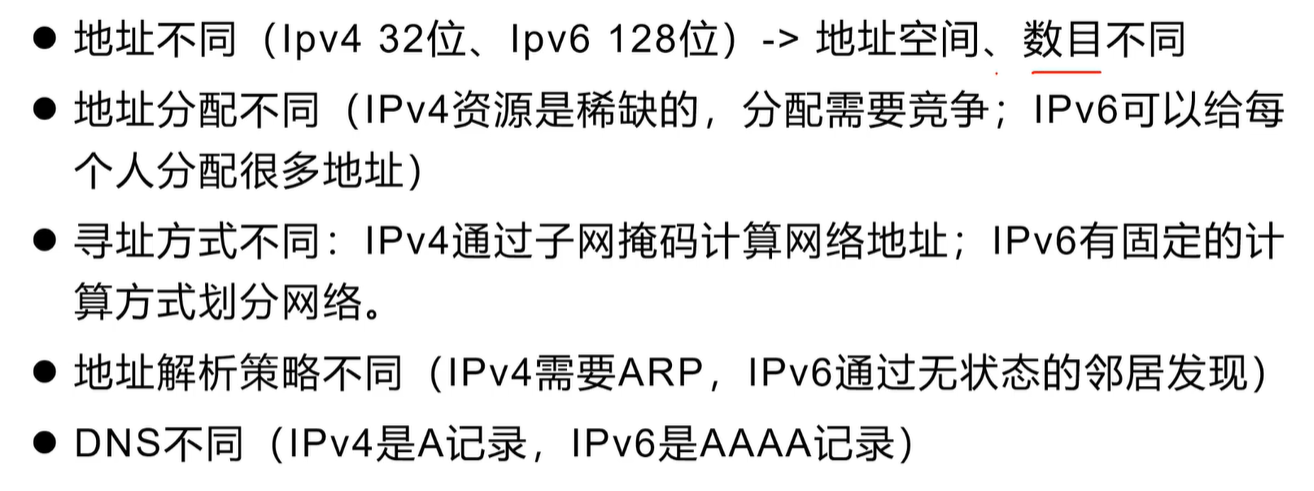 ● 地址不同（Ipv4 32位、Ipv6 128位）-> 地址空间、数目不同
● 地址分配不同（IPv4资源是稀缺的，分配需要竞争；IPv6可以给每
个人分配很多地址）
● 寻址方式不同：IPv4通过子网掩码计算网络地址；IPv6有固定的计
算方式划分网络。
● 地址解析策略不同（IPv4需要ARP，IPv6通过无状态的邻居发现）
● DNS不同（IPv4是A记录，IPv6是AAAA记录）